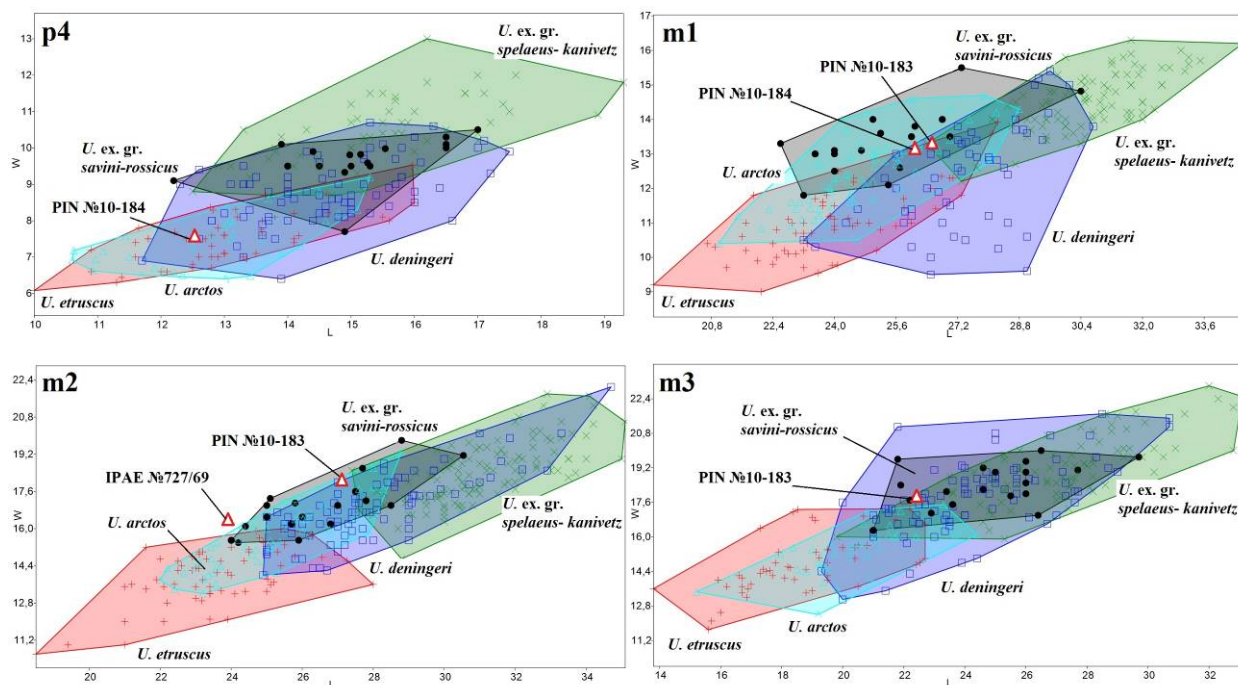 p4
U. ex. gr.
spelaeus- kanivetz
U. ex gr.
savini-rossicus
PIN №10-184
U. deningeri
U. arctos
U. etruscus
13
12
11
10
9
8
7
6
W
10 11 12 13 14 15 16 17 18 19
L
m1
U. ex. gr.
savini-rossicus
PIN №10-183
PIN №10-184
U. arctos
U. ex. gr.
spelaeus- kanivetz
U. deningeri
U. etruscus
17
16
15
14
13
12
11
10
9
W
20,8 22,4 24,0 25,6 27,2 28,8 30,4 32,0 33,6
L
m2
U. ex. gr.
savini-rossicus
PIN №10-183
IPAE №727/69
U. arctos
U. ex. gr.
spelaeus- kanivetz
U. deningeri
U. etruscus
22,4
20,8
19,2
17,6
16,0
14,4
12,8
11,2
W
20 22 24 26 28 30 32 34
L
m3
U. ex. gr.
savini-rossicus
PIN №10-183
U. ex. gr.
spelaeus- kanivetz
U. deningeri
U. arctos
U. etruscus
22,4
20,8
19,2
17,6
16,0
14,4
12,8
11,2
W
14 16 18 20 22 24 26 28 30 32
L